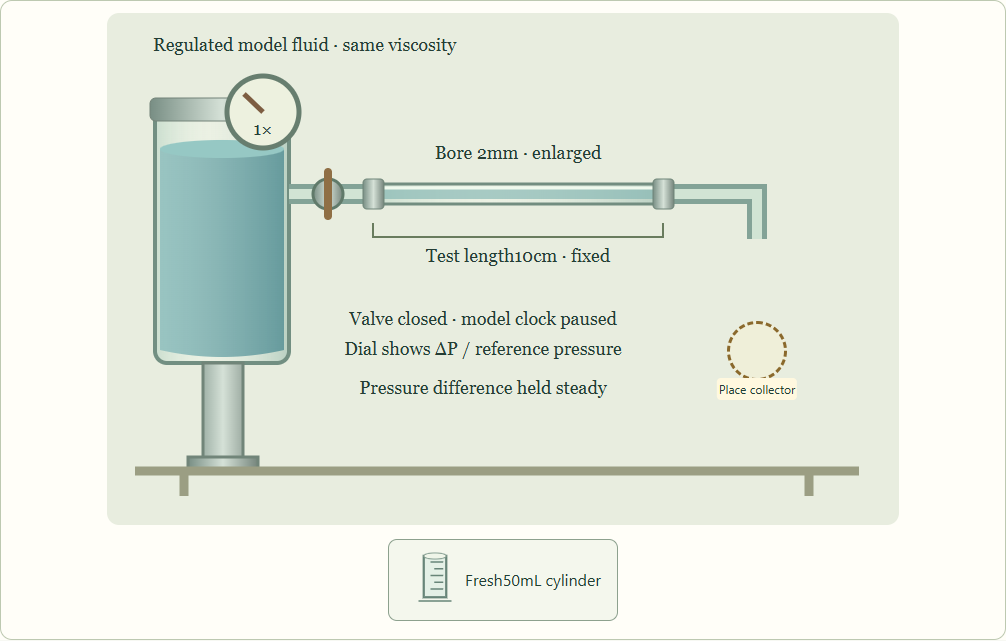 Regulated model fluid · same viscosity
1×
Bore 2mm · enlarged
Test length10cm · fixed
Valve closed · model clock paused
Dial shows ΔP / reference pressure
Pressure difference held steady
Place collector
Fresh50mL cylinder